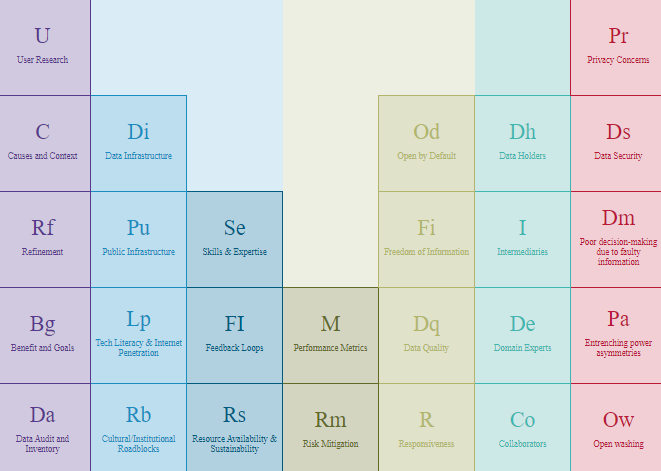 U
User Research
Pr
Privacy Concerns
C
Causes and Context
Di
Data Infrastructure
Od
Open by Default
Dh
Data Holders
Ds
Data Security
Rf
Refinement
Pu
Public Infrastructure
Se
Skills & Expertise
Fi
Freedom of Information
I
Intermediaries
Dm
Poor decision-making
due to faulty
information
Bg
Benefit and Goals
Lp
Tech Literacy & Internet
Penetration
FI
Feedback Loops
M
Performance Metrics
Dq
Data Quality
De
Domain Experts
Pa
Entrenching power
asymmetries
Da
Data Audit and
Inventory
Rb
Cultural/Institutional
Roadblocks
Rs
Resource Availability &
Sustainability
Rm
Risk Mitigation
R
Responsiveness
Co
Collaborators
Ow
Open washing